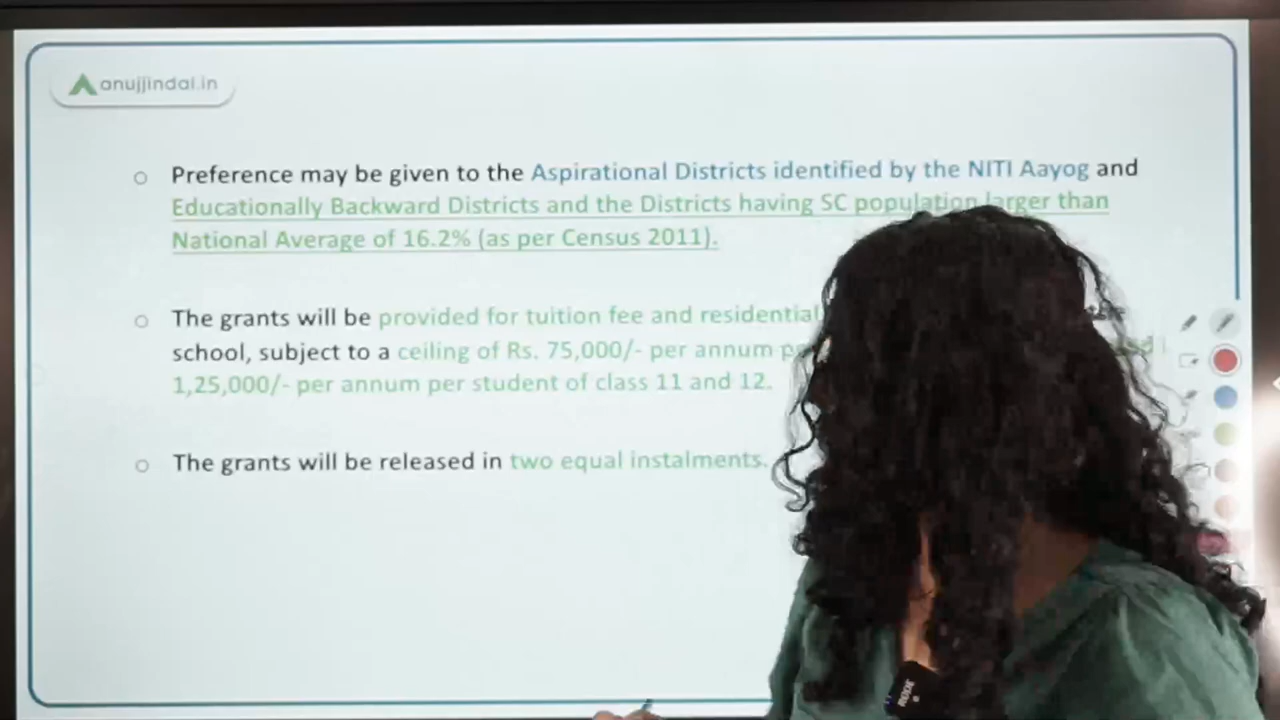 anujjindal.in
Preference may be given to the Aspirational Districts identified by the NITI Aayog and
Educationally Backward Districts and the Districts having SC population larger than
National Average of 16.2% (as per Census 2011).
The grants will be provided for tuition fee and residential
school, subject to a ceiling of Rs. 75,000/- per annum
1,25,000/- per annum per student of class 11 and 12.
The grants will be released in two equal instalments.
RODE